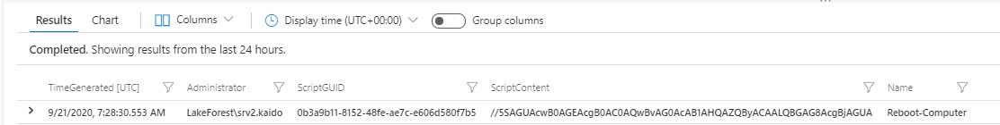 Results Chart Columns Display time (UTC+00:00) Group columns
Completed. Showing results from the last 24 hours.
TimeGenerated [UTC] Administrator ScriptGUID ScriptContent Name
9/21/2020, 7:28:30.553 AM LakeForest\srv2.kaido 0b3a9b11-8152-48fe-ae7c-e606d580f7b5 //5SAGUAcwB0AGEAcgB0AC0AQwBvAG0AcAB1AHQAZQByACAALQBGAG8AcgBjAGUA Reboot-Computer